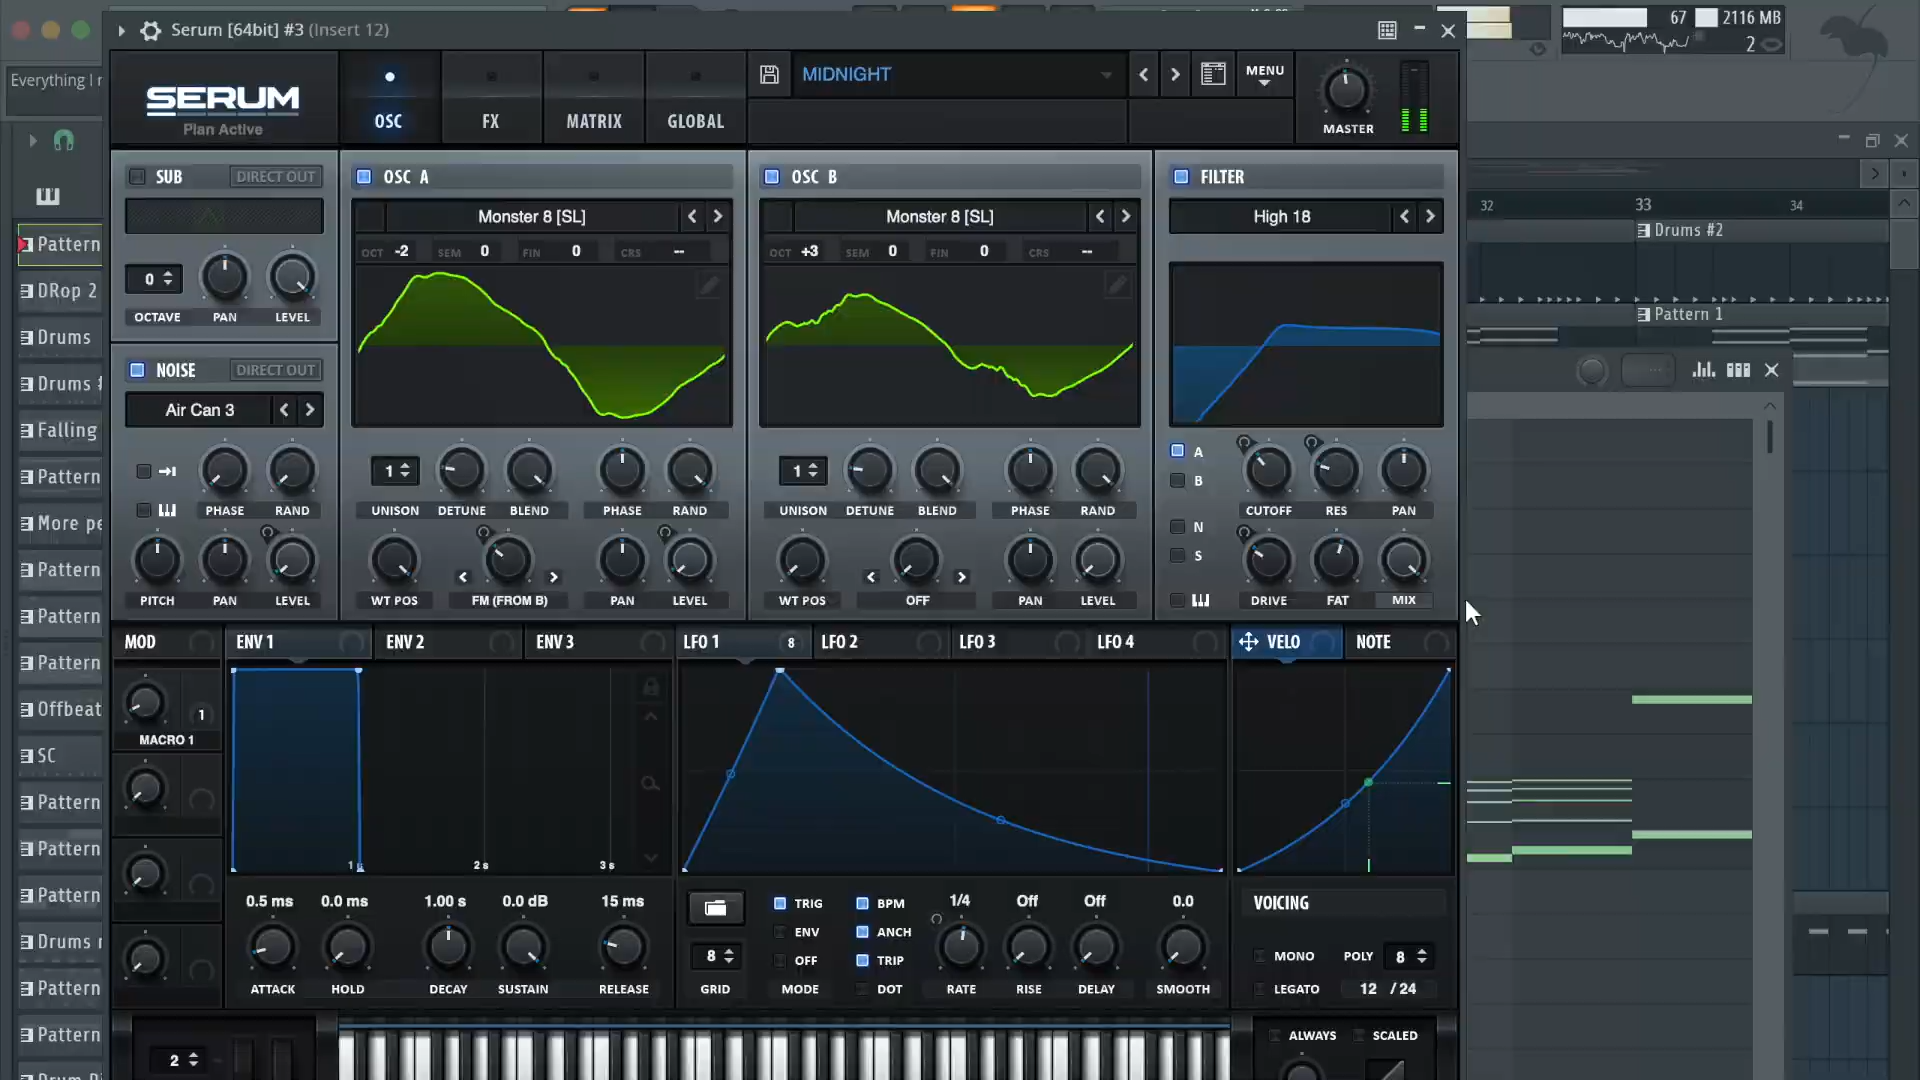 Serum [64bit] #3 (Insert 12)
67
2116 MB
2
Everything I
SERUM
Plan Active
OSC
FX
MATRIX
GLOBAL
MIDNIGHT
MENU
MASTER
SUB
DIRECT OUT
0
OCTAVE
PAN
LEVEL
NOISE
DIRECT OUT
Air Can 3
PHASE
RAND
PITCH
PAN
LEVEL
OSC A
Monster 8 [SL]
OCT -2 SEM 0 FIN 0 CRS --
1
UNISON
DETUNE
BLEND
PHASE
RAND
WT POS
FM (FROM B)
PAN
LEVEL
OSC B
Monster 8 [SL]
OCT +3 SEM 0 FIN 0 CRS --
1
UNISON
DETUNE
BLEND
PHASE
RAND
WT POS
OFF
PAN
LEVEL
FILTER
High 18
A
B
N
S
CUTOFF
RES
PAN
DRIVE
FAT
MIX
32
33
34
Drums #2
Pattern 1
Pattern
DRop 2
Drums
Drums
Falling
Pattern
More pe
Pattern
Pattern
Pattern
Offbeat
SC
Pattern
Pattern
Pattern
Drums r
Pattern
Pattern
MOD
1
MACRO 1
ENV 1
ENV 2
ENV 3
2 s
3 s
0.5 ms
0.0 ms
1.00 s
0.0 dB
15 ms
ATTACK
HOLD
DECAY
SUSTAIN
RELEASE
LFO 1
8
LFO 2
LFO 3
LFO 4
8
GRID
TRIG
ENV
OFF
MODE
BPM
ANCH
TRIP
DOT
1/4
Off
Off
0.0
RATE
RISE
DELAY
SMOOTH
VELO
NOTE
VOICING
MONO
POLY
8
LEGATO
12 / 24
ALWAYS
SCALED
2